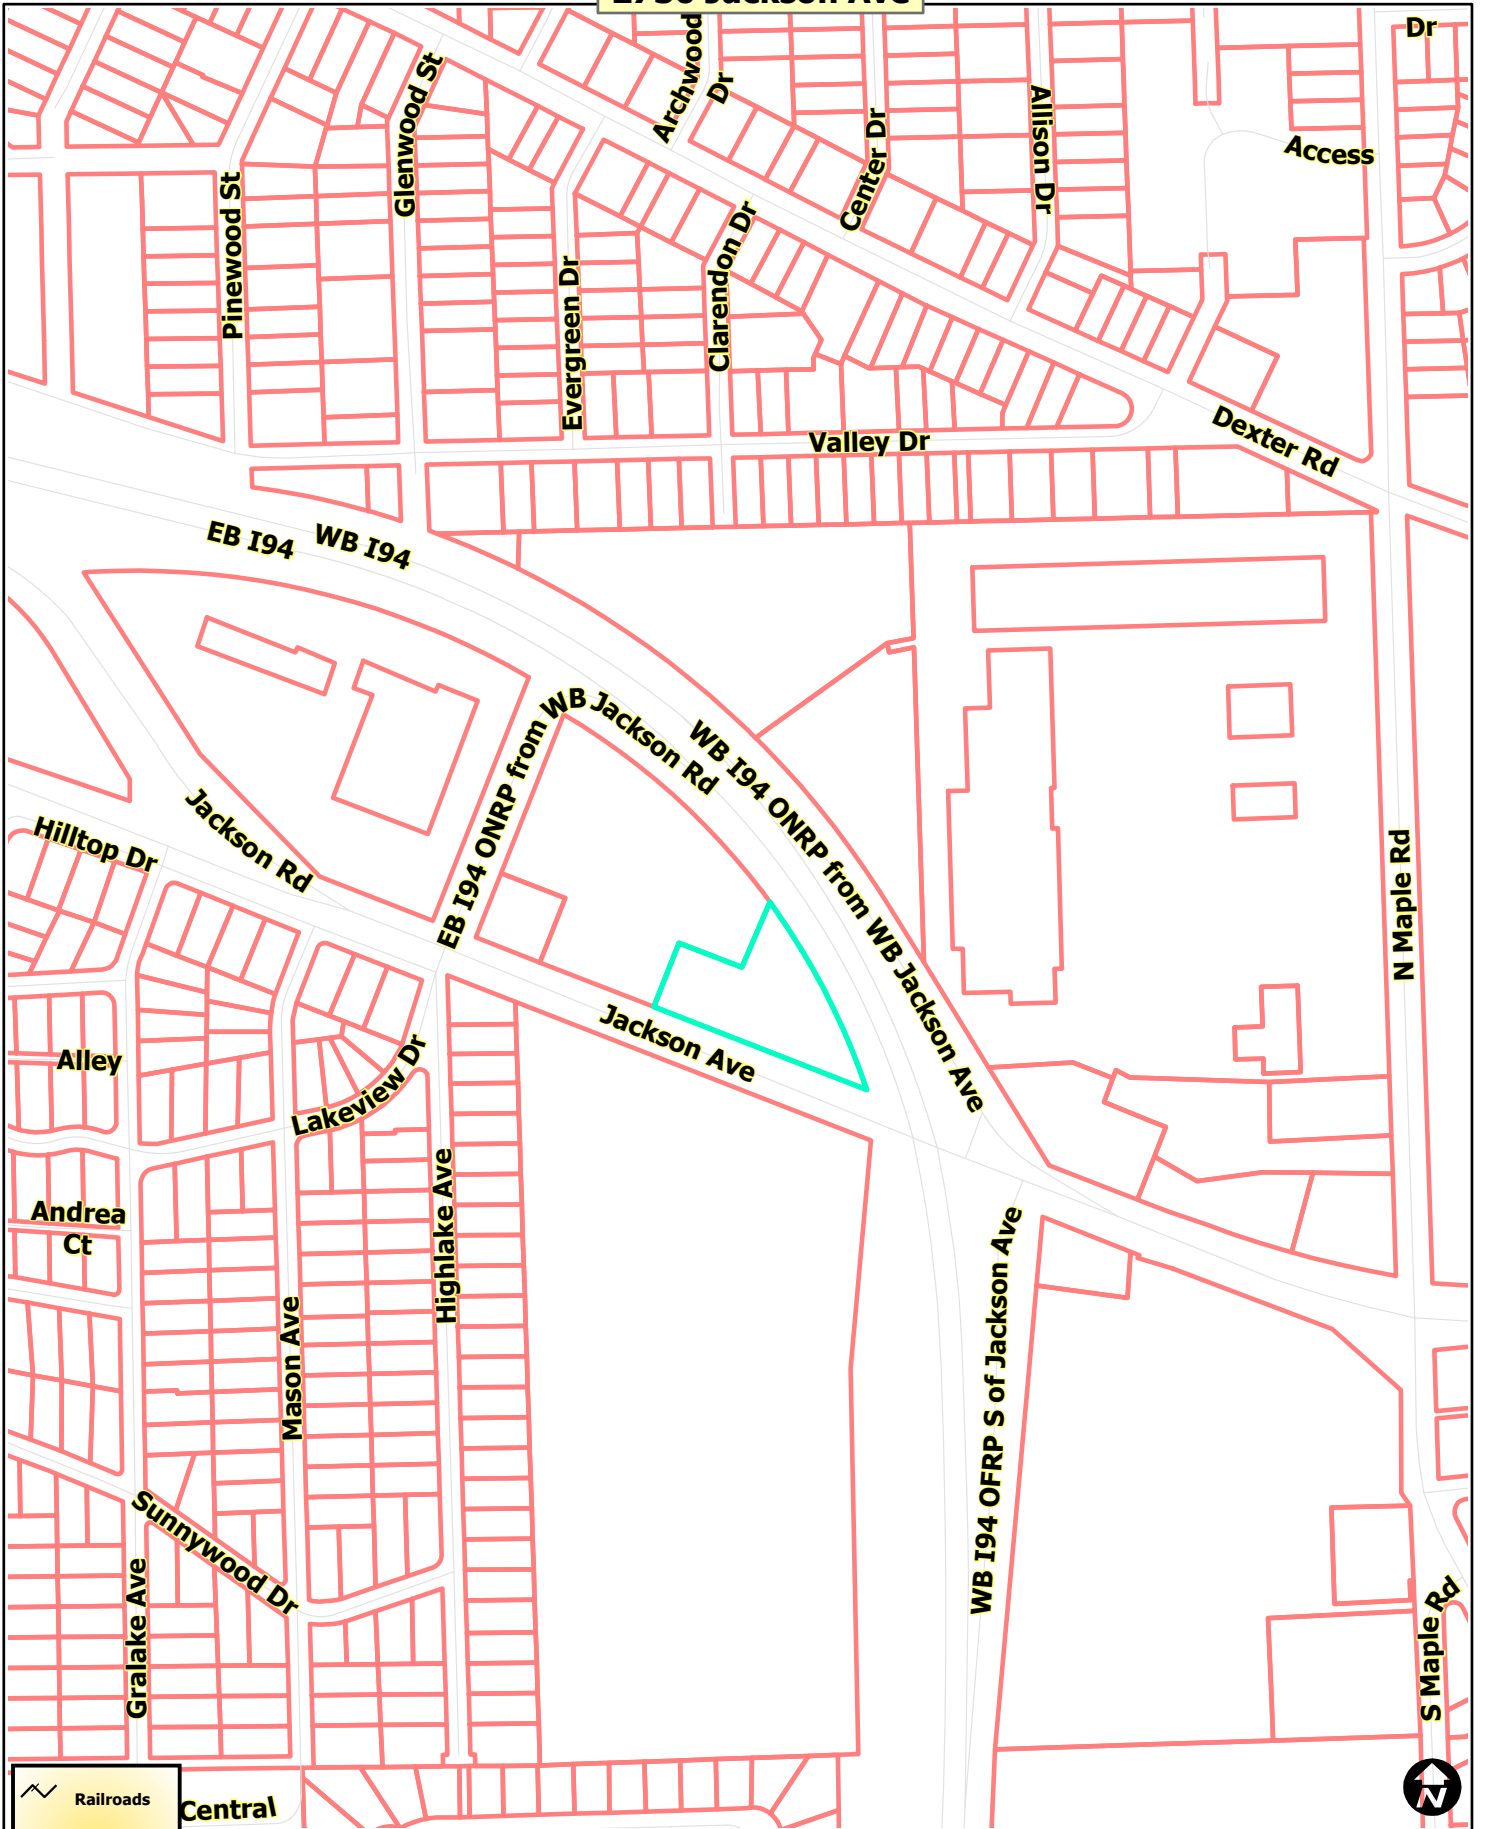 Jackson Ave
Dr
Archwood
Dr
Glenwood St
Allison Dr
Center Dr
Access
Pinewood St
Clarendon Dr
Evergreen Dr
Valley Dr
Dexter Rd
EB I94
WB I94
EB I94 ONRP from WB Jackson Rd
WB I94 ONRP from WB Jackson Ave
Jackson Rd
Hilltop Dr
N Maple Rd
Jackson Ave
Alley
Lakeview Dr
Andrea
Ct
Highlake Ave
WB I94 OFRP S of Jackson Ave
Mason Ave
Sunnywood Dr
Gralake Ave
S Maple Rd
N
Railroads
Central